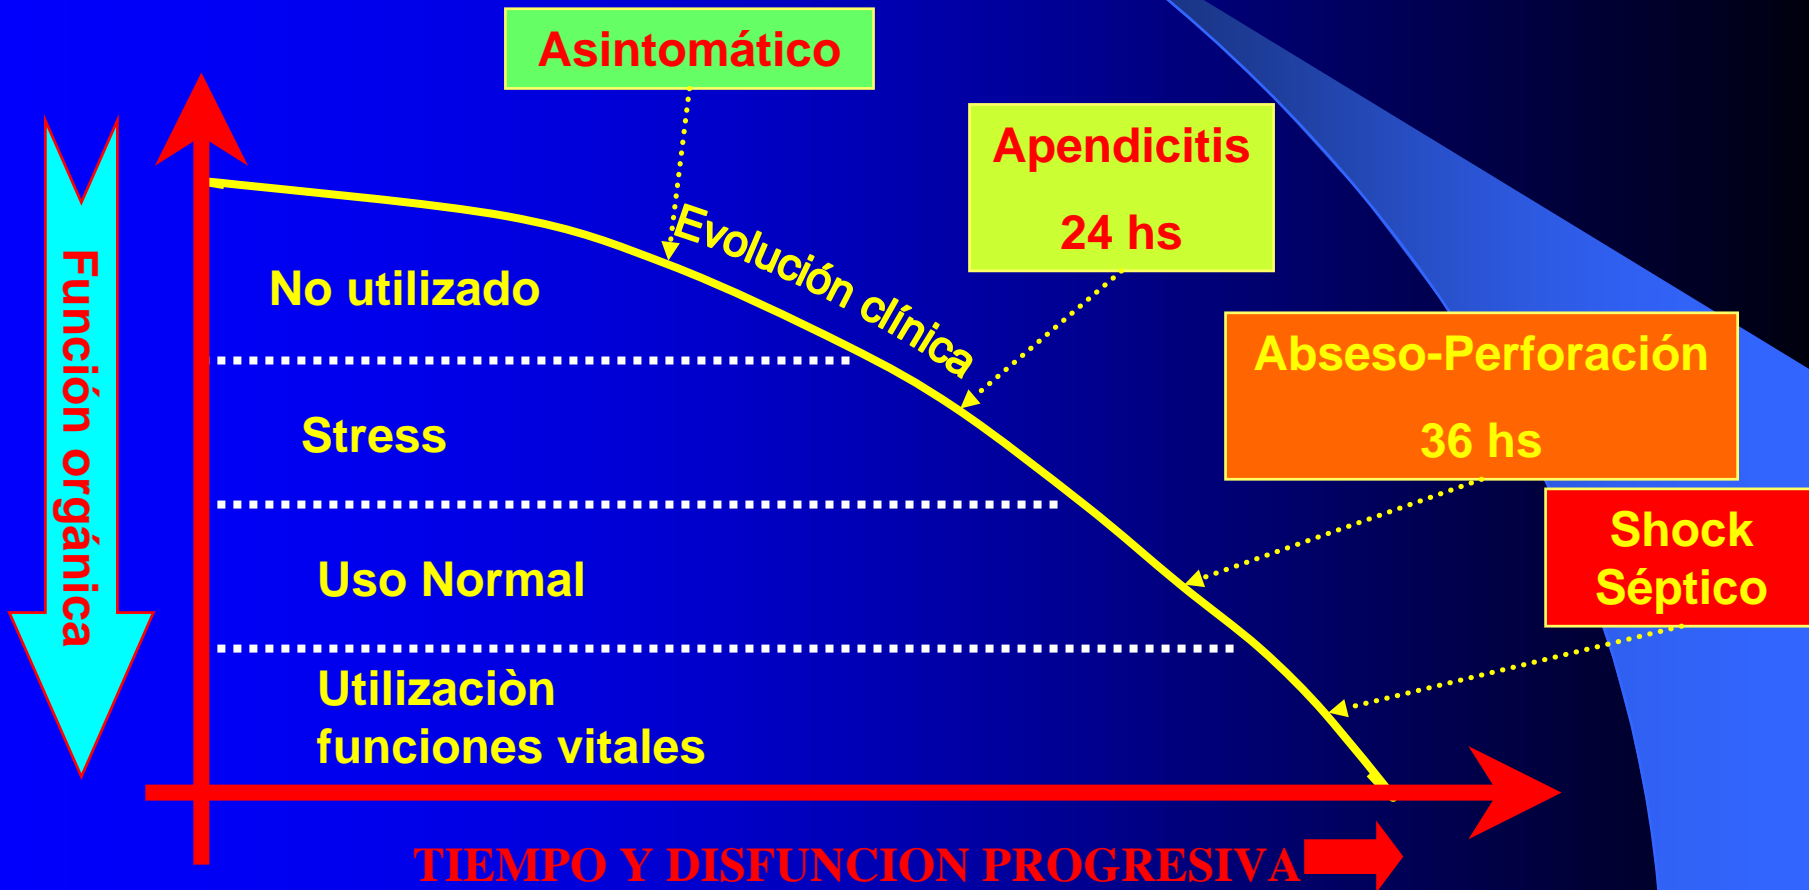 Asintomático
Apendicitis
24 hs
Evolución clínica
Función orgánica
No utilizado
Abseso-Perforación
36 hs
Stress
Shock
Séptico
Uso Normal
Utilizaciòn
funciones vitales
TIEMPO Y DISFUNCION PROGRESIVA